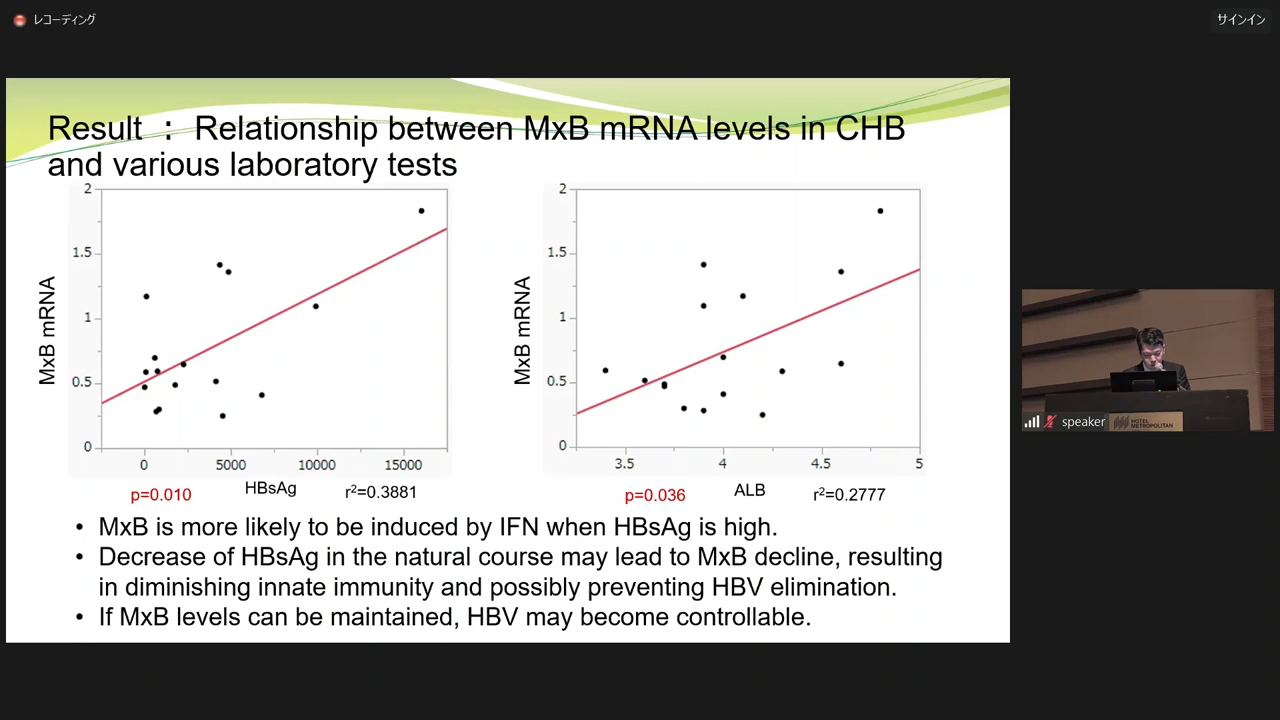 レコーディング
サインイン
Result ： Relationship between MxB mRNA levels in CHB
and various laboratory tests
MxB mRNA
2
1.5
1
0.5
0
0
5000
10000
15000
p=0.010
HBsAg
r²=0.3881
MxB mRNA
2
1.5
1
0.5
0
3.5
4
4.5
5
p=0.036
ALB
r²=0.2777
• MxB is more likely to be induced by IFN when HBsAg is high.
• Decrease of HBsAg in the natural course may lead to MxB decline, resulting
in diminishing innate immunity and possibly preventing HBV elimination.
• If MxB levels can be maintained, HBV may become controllable.
speaker
HOTEL
METROPOLITAN